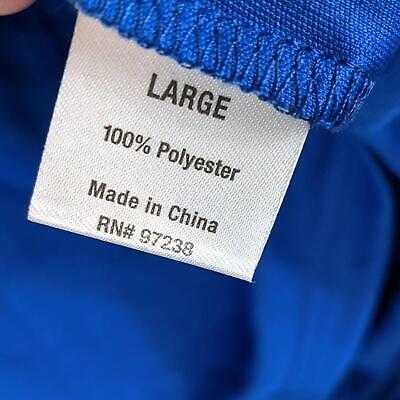 LARGE
100% Polyester
Made in China
RN# 97238